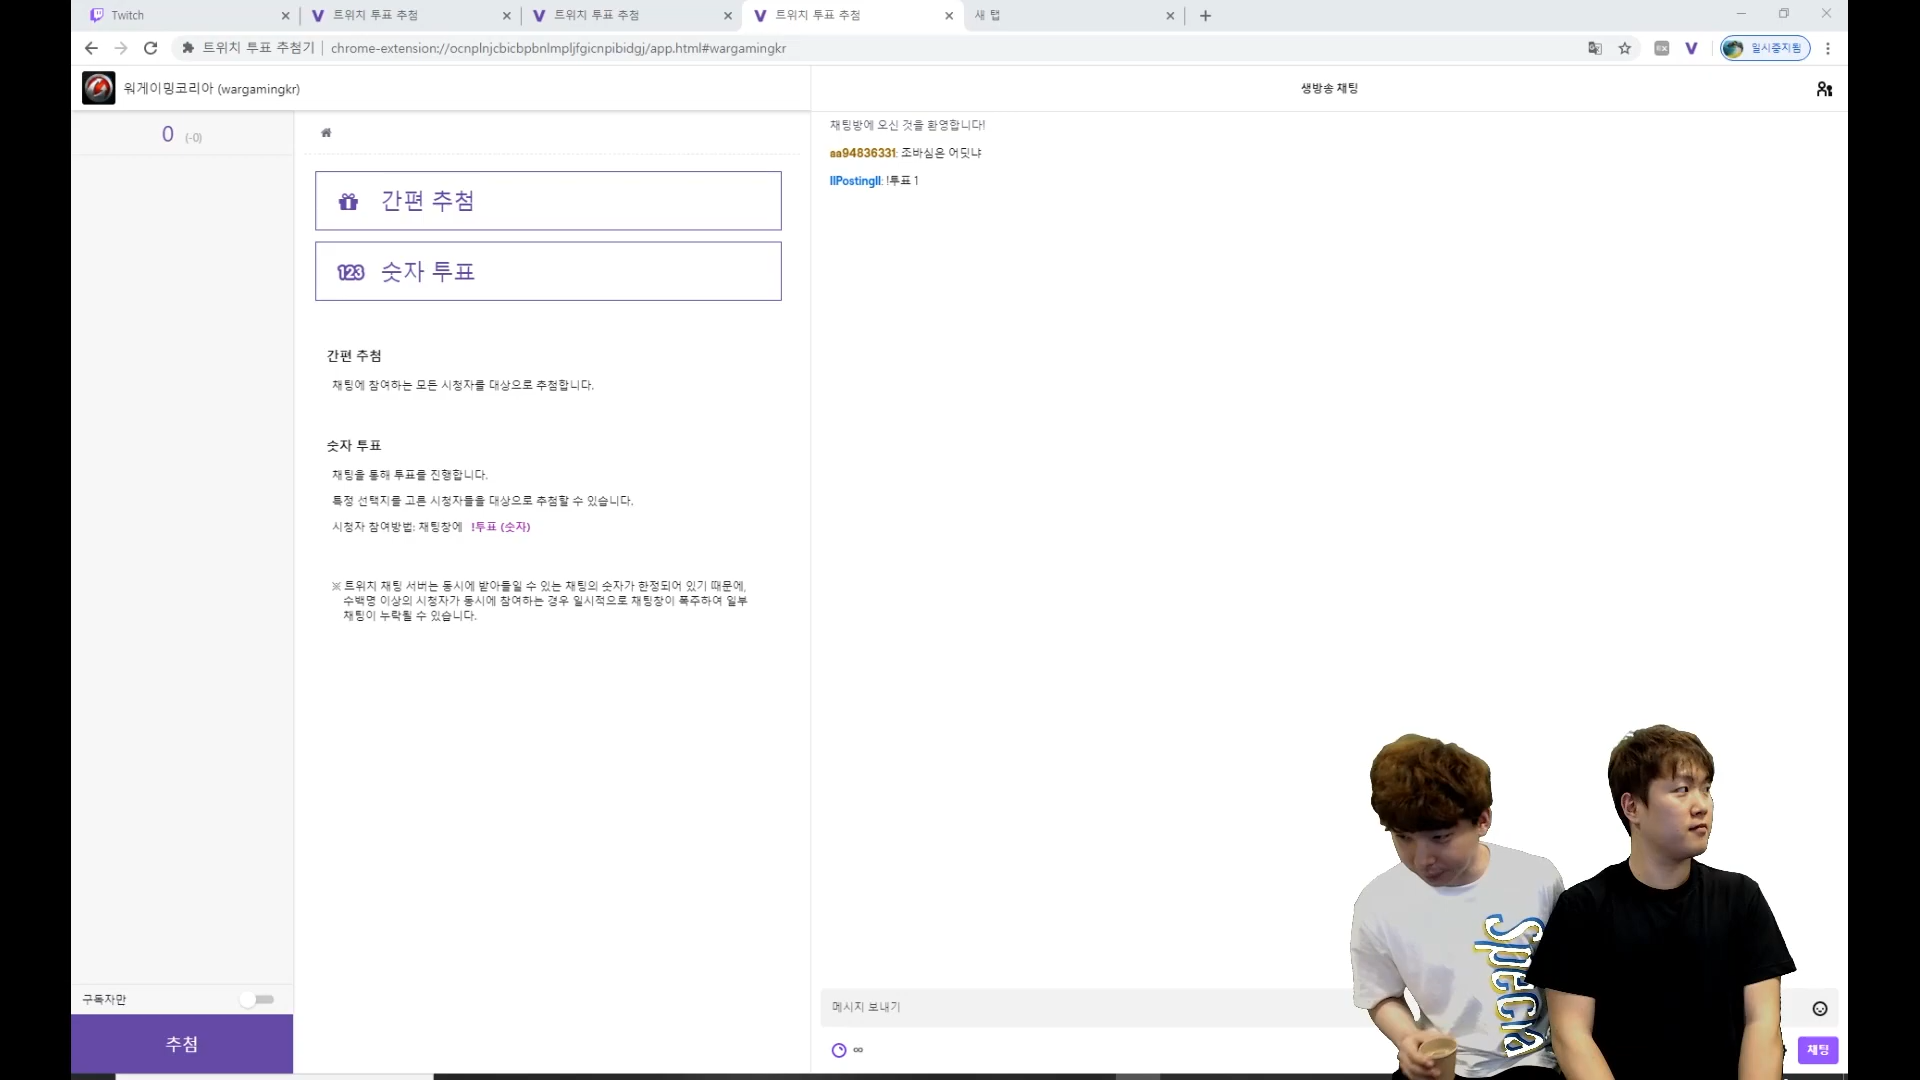 Twitch
트위치 투표 추첨
트위치 투표 추첨
트위치 투표 추첨
새 탭
트위치 투표 추첨기
chrome-extension://ocnplnjcbicbpbnlmpljfgicnpibidgj/app.html#wargamingkr
일시중지됨
워게이밍코리아 (wargamingkr)
생방송 채팅
0 (-0)
간편 추첨
123 숫자 투표
간편 추첨
채팅에 참여하는 모든 시청자를 대상으로 추첨합니다.
숫자 투표
채팅을 통해 투표를 진행합니다.
특정 선택지를 고른 시청자들을 대상으로 추첨할 수 있습니다.
시청자 참여방법: 채팅창에 !투표 (숫자)
※ 트위치 채팅 서버는 동시에 받아들일 수 있는 채팅의 숫자가 한정되어 있기 때문에,
수백명 이상의 시청자가 동시에 참여하는 경우 일시적으로 채팅창이 폭주하여 일부
채팅이 누락될 수 있습니다.
구독자만
추첨
채팅방에 오신 것을 환영합니다!
aa94836331: 조바심은 어딧냐
llPostingll: !투표 1
메시지 보내기
∞
채팅